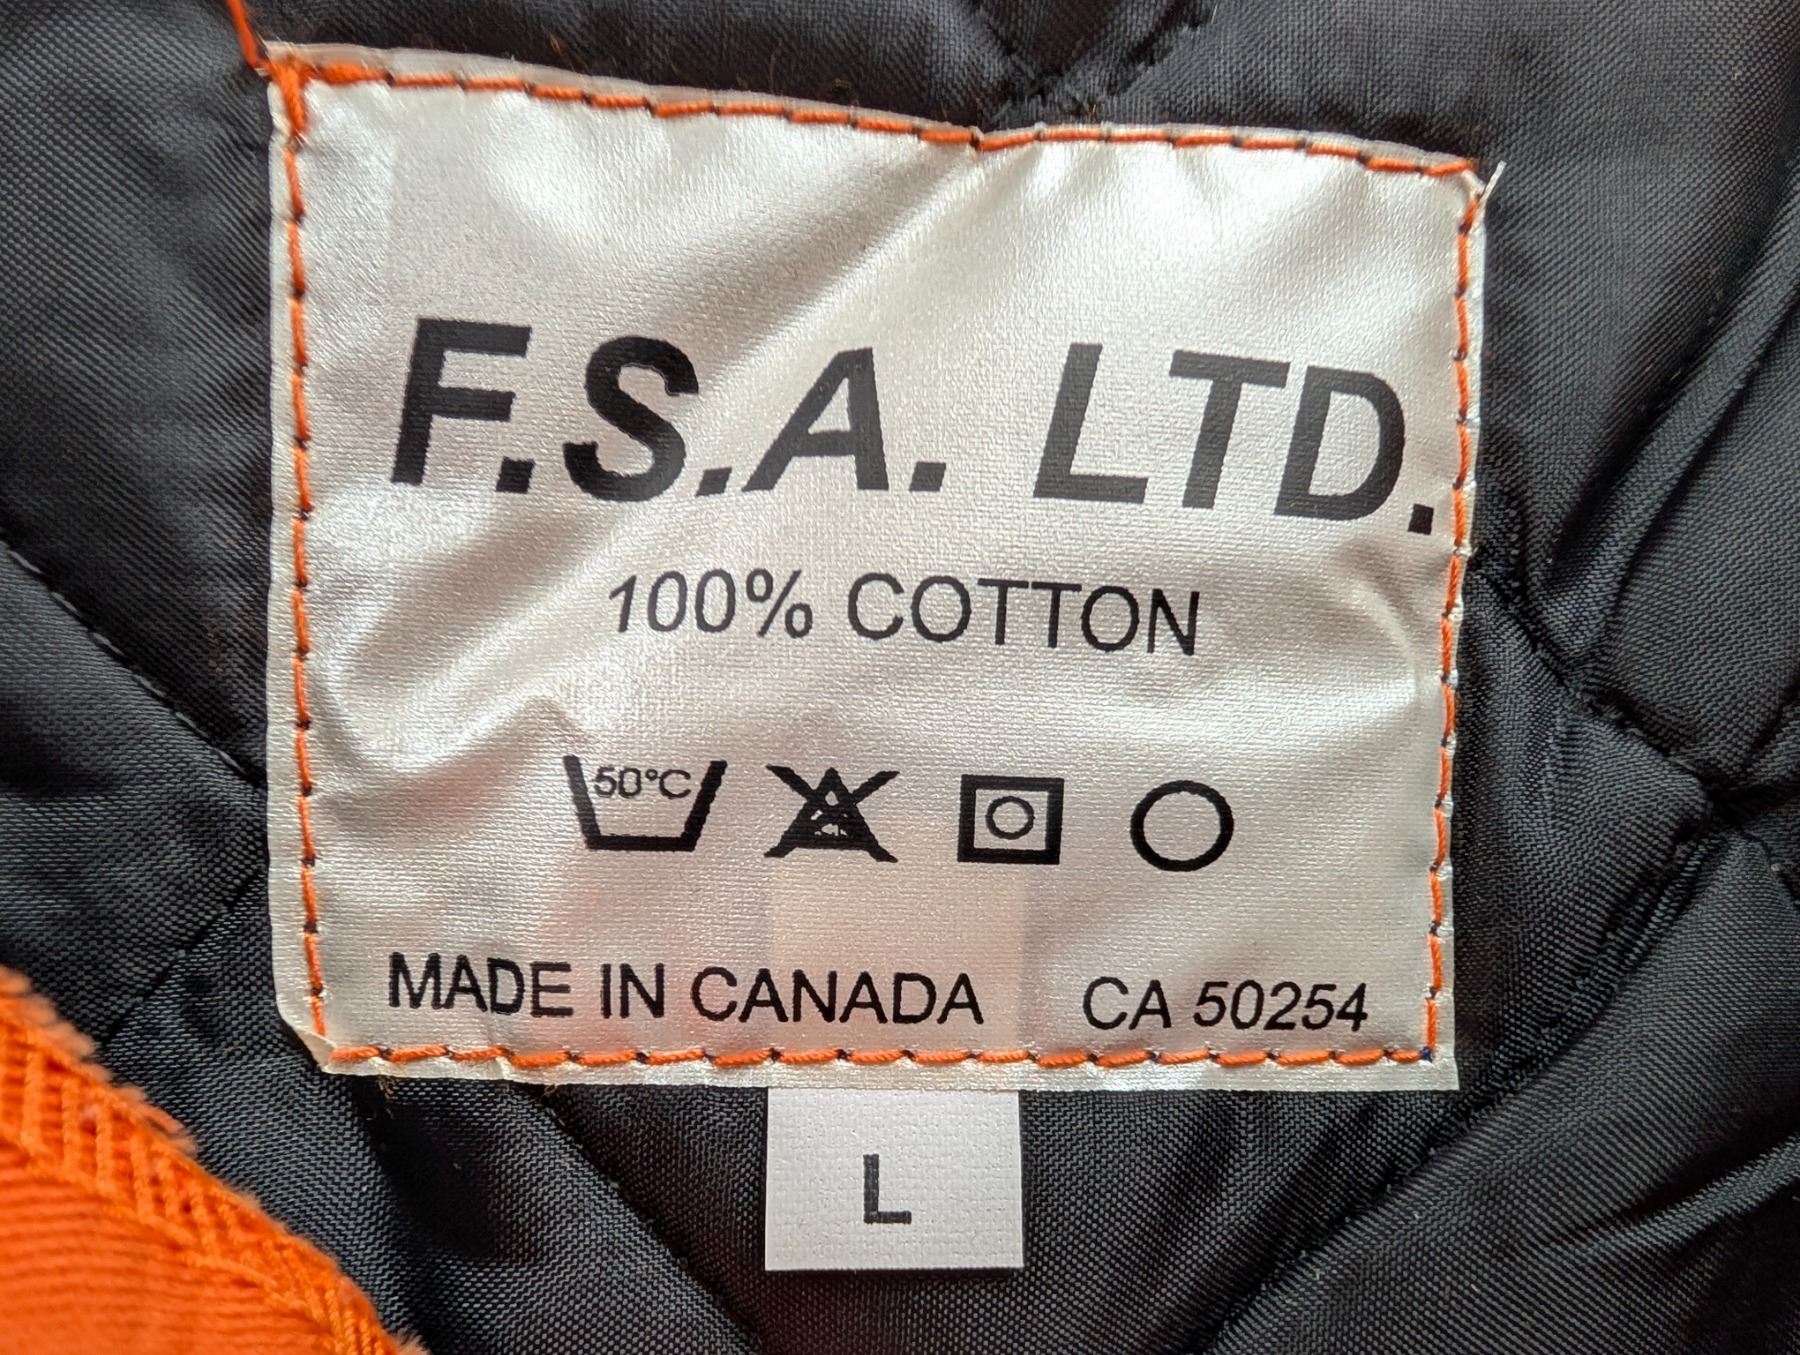 F.S.A. LTD.
100% COTTON
50°C
MADE IN CANADA CA 50254
L